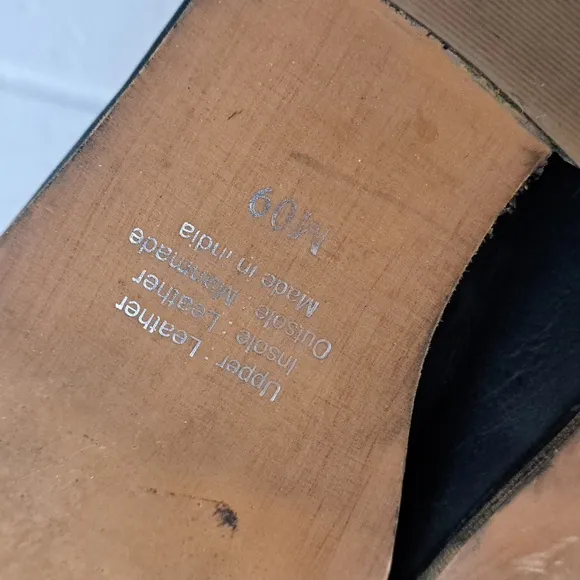 Upper : Leather
Insole : Leather
Outsole : Manmade
Made in india
M09